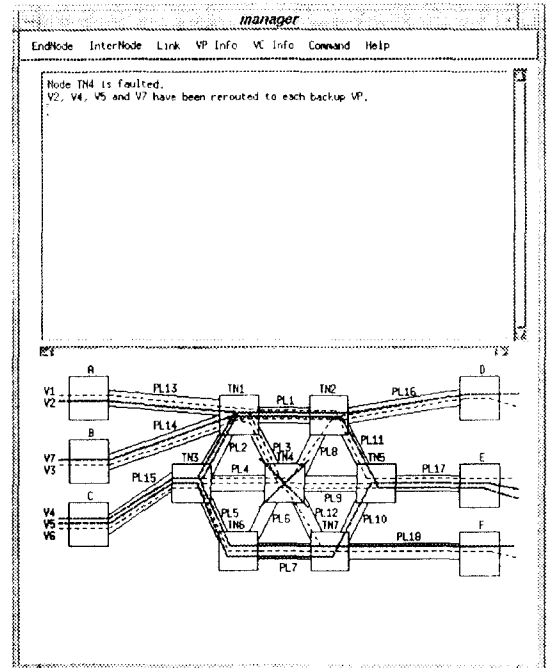 manager
EndNode InterNode Link VP Info VC Info Command Help
Node TN4 is faulted.
V2, V4, V5 and V7 have been rerouted to each backup VP.
A
D
V1
V2
PL13
TN1
PL1
TN2
PL16
B
V7
V3
PL14
PL2
PL3
TN4
PL8
PL11
E
TN3
PL4
TN5
PL17
C
PL15
PL9
V4
V5
V6
PL5
TN6
PL6
PL12
TN7
PL10
F
PL18
PL7